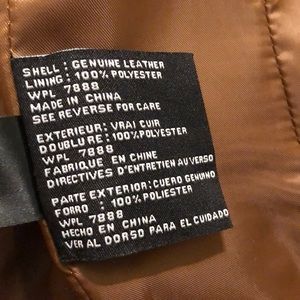 SHELL : GENUINE LEATHER
LINING : 100% POLYESTER
WPL 7888
MADE IN CHINA
SEE REVERSE FOR CARE
EXTERIEUR: VRAI CUIR
DOUBLURE : 100% POLYESTER
WPL 7888
FABRIQUE EN CHINE
DIRECTIVES D'ENTRETIEN AU VERSO
PARTE EXTERIOR: CUERO GENUINO
FORRO : 100% POLIESTER
WPL 7888
HECHO EN CHINA
VER AL DORSO PARA EL CUIDADO